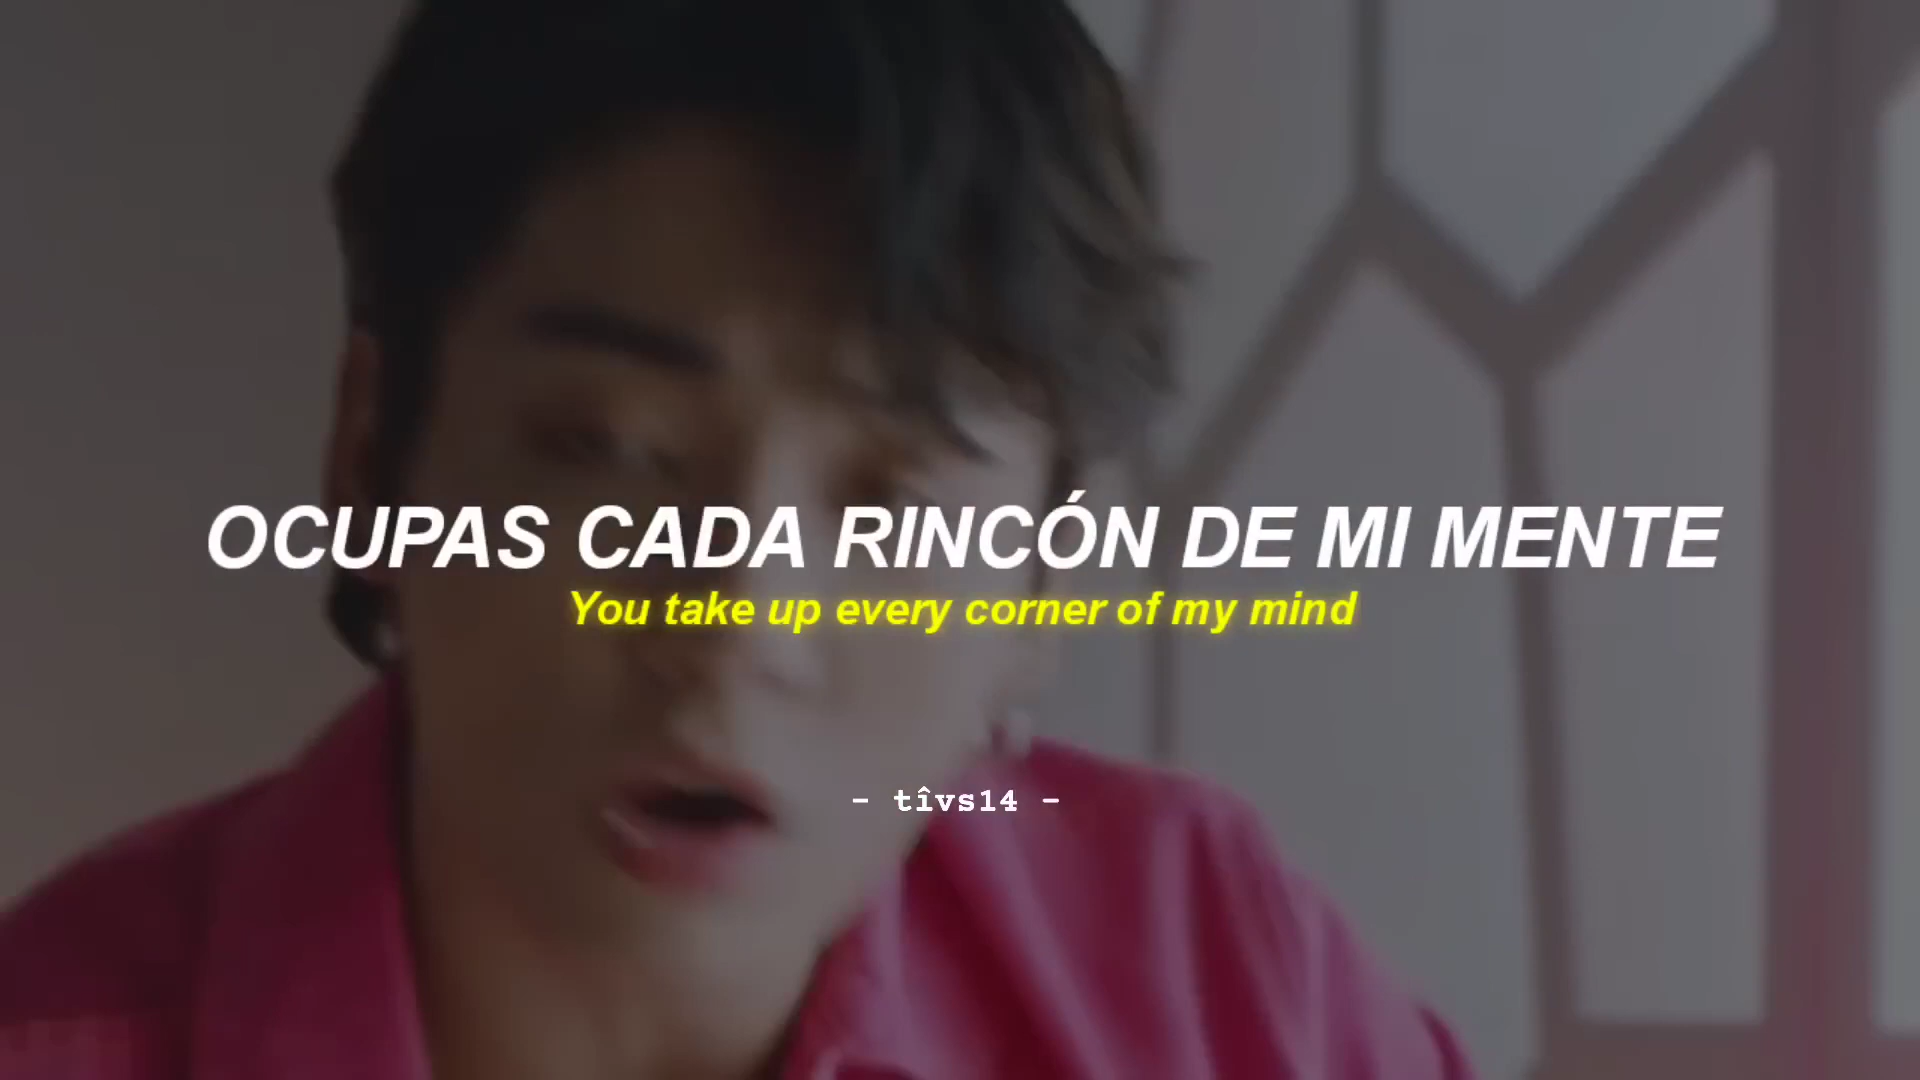 OCUPAS CADA RINCÓN DE MI MENTE
You take up every corner of my mind
- tîvs14 -